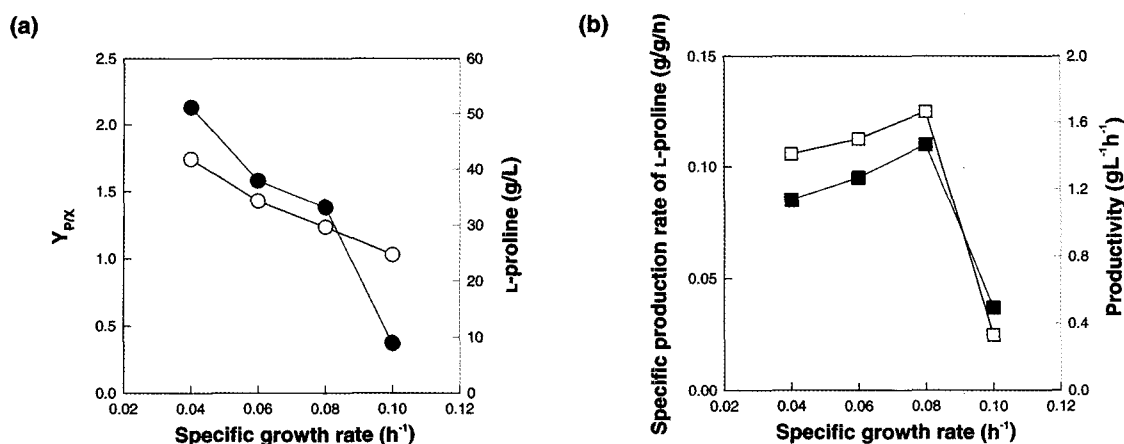 (a)
2.5
2.0
1.5
1.0
0.5
0.0
Y_P/X
60
50
40
30
20
10
0
L-proline (g/L)
0.02 0.04 0.06 0.08 0.10 0.12
Specific growth rate (h⁻¹)
(b)
0.15
0.10
0.05
0.00
Specific production rate of L-proline (g/g/h)
2.0
1.6
1.2
0.8
0.4
0.0
Productivity (gL⁻¹h⁻¹)
0.02 0.04 0.06 0.08 0.10 0.12
Specific growth rate (h⁻¹)